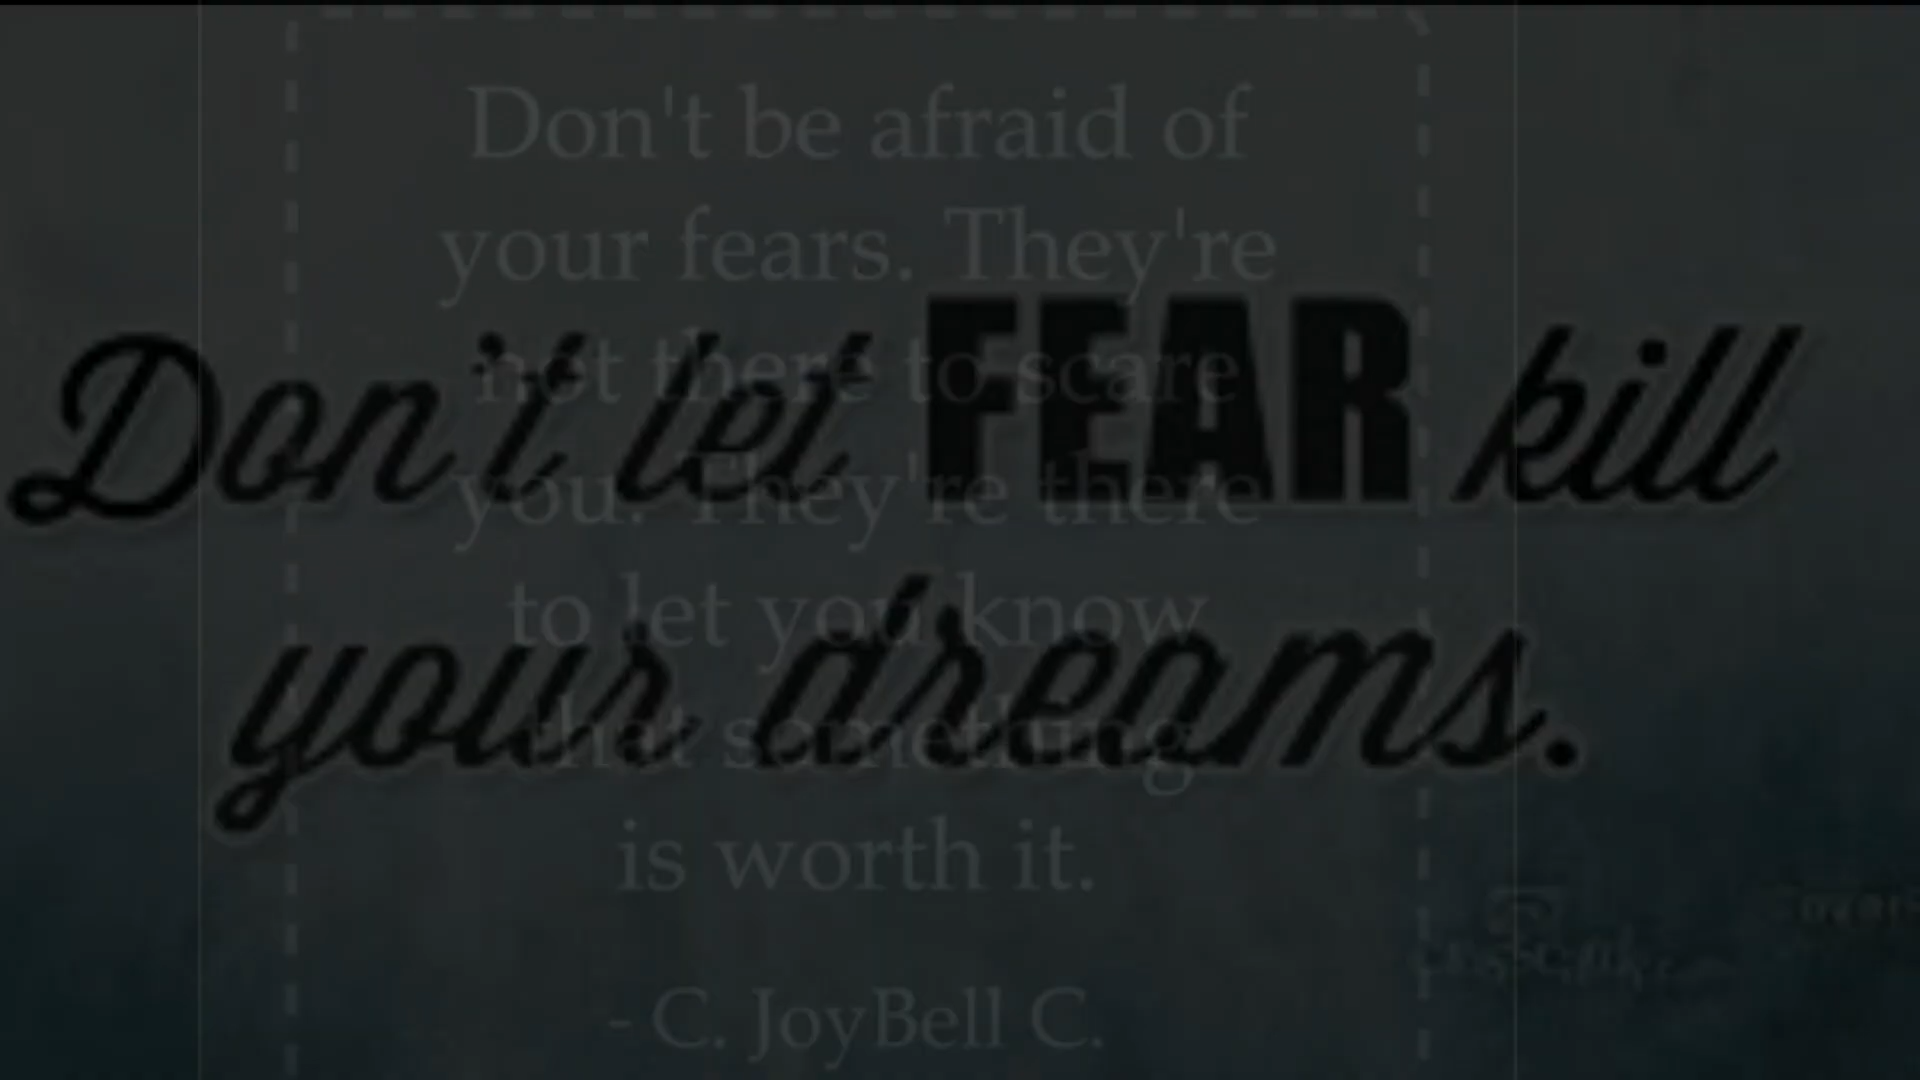 Don't be afraid of
your fears. They're
not there to scare
you. They're there
to let you know
that something
is worth it.
- C. JoyBell C.
Don't let FEAR kill
your dreams.